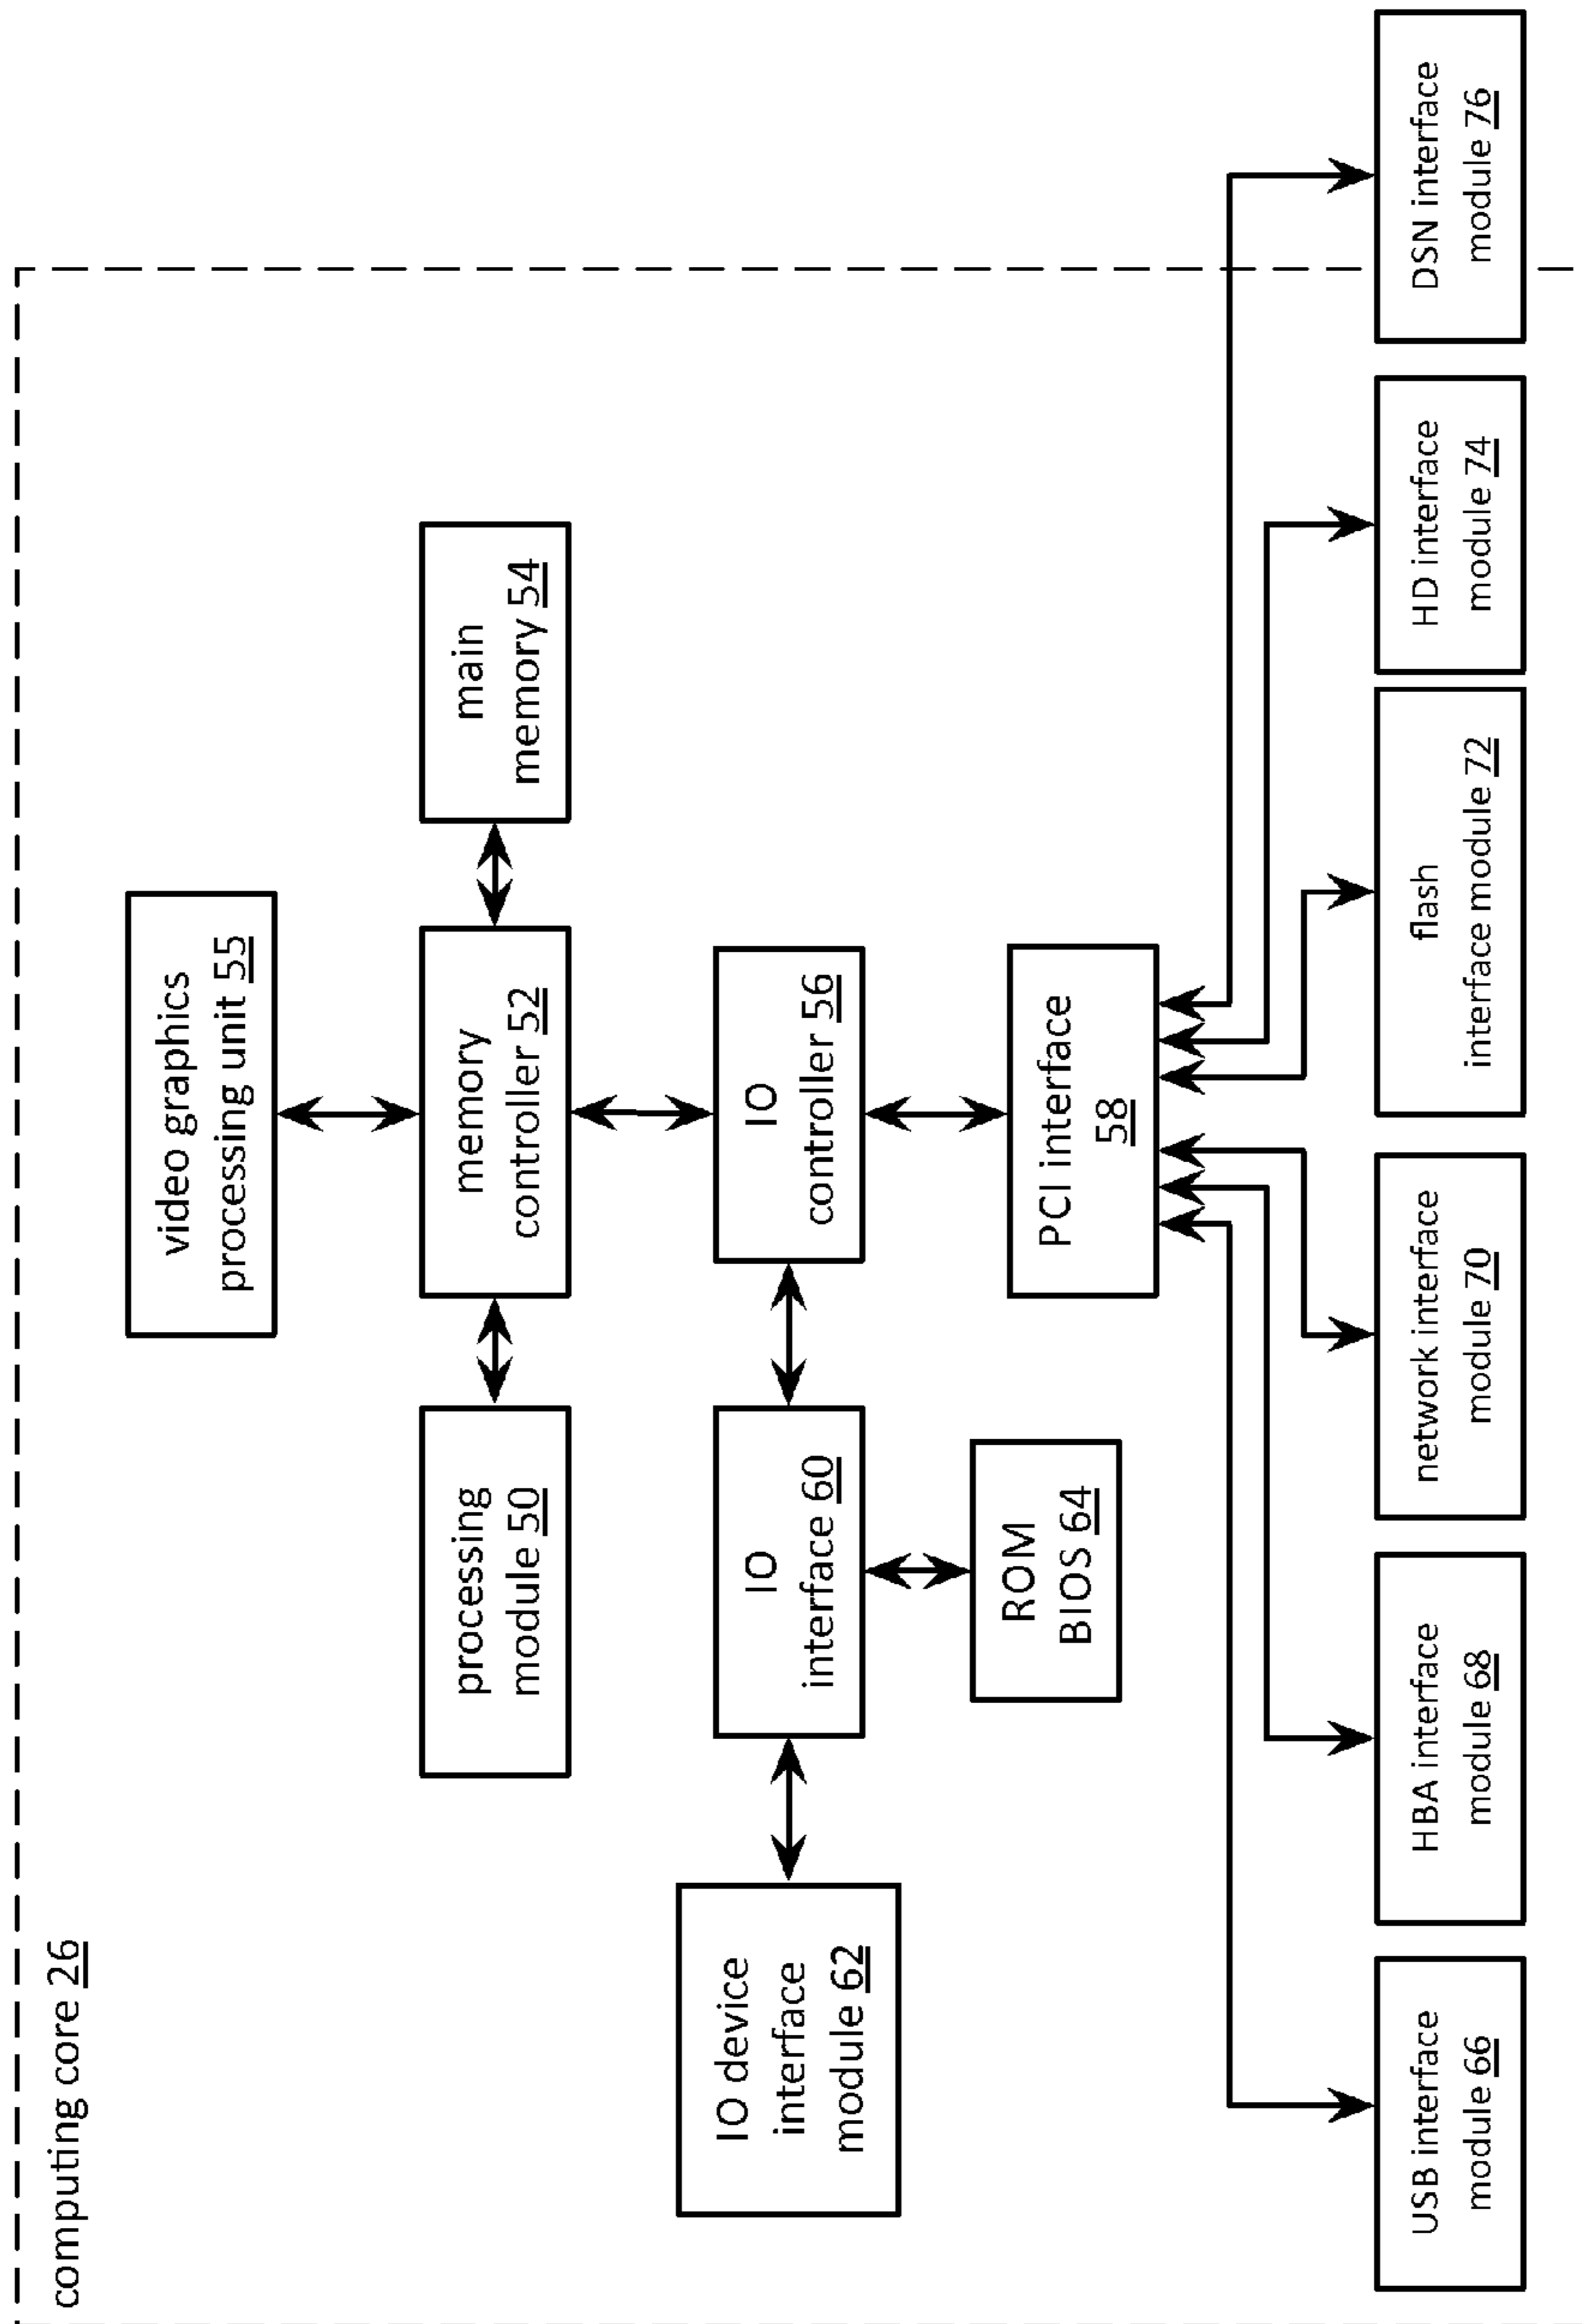 computing core 26
video graphics
processing unit 55
processing
module 50
memory
controller 52
main
memory 54
IO device
interface
module 62
IO
interface 60
IO
controller 56
ROM
BIOS 64
PCI interface
58
USB interface
module 66
HBA interface
module 68
network interface
module 70
flash
interface module 72
HD interface
module 74
DSN interface
module 76